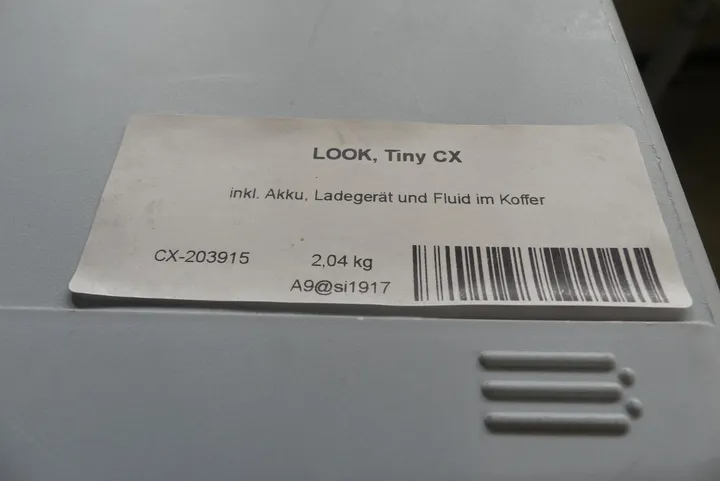 LOOK, Tiny CX
inkl. Akku, Ladegerät und Fluid im Koffer
CX-203915 2,04 kg
A9@si1917